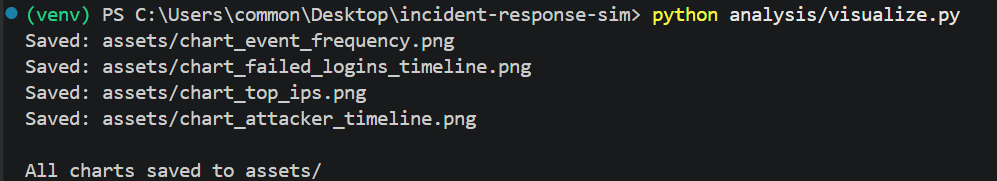 (venv) PS C:\Users\common\Desktop\incident-response-sim> python analysis/visualize.py
Saved: assets/chart_event_frequency.png
Saved: assets/chart_failed_logins_timeline.png
Saved: assets/chart_top_ips.png
Saved: assets/chart_attacker_timeline.png
All charts saved to assets/